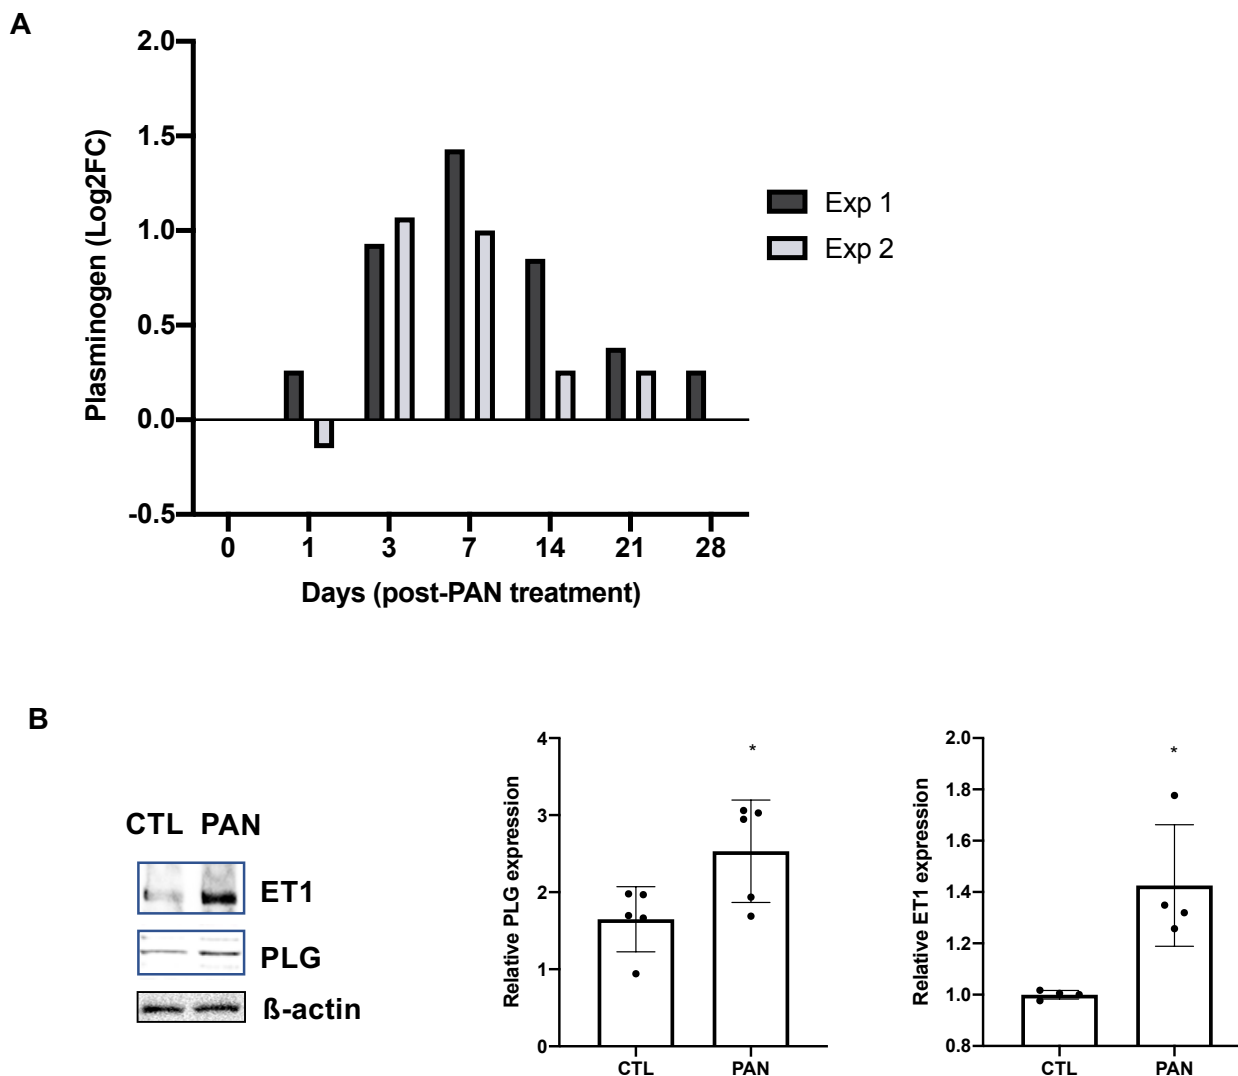 A
2.0
1.5
1.0
0.5
0.0
-0.5
Plasminogen (Log2FC)
0 1 3 7 14 21 28
Days (post-PAN treatment)
Exp 1
Exp 2
B
CTL PAN
ET1
PLG
ß-actin
4
3
2
1
0
Relative PLG expression
*
CTL PAN
2.0
1.8
1.6
1.4
1.2
1.0
0.8
Relative ET1 expression
*
CTL PAN